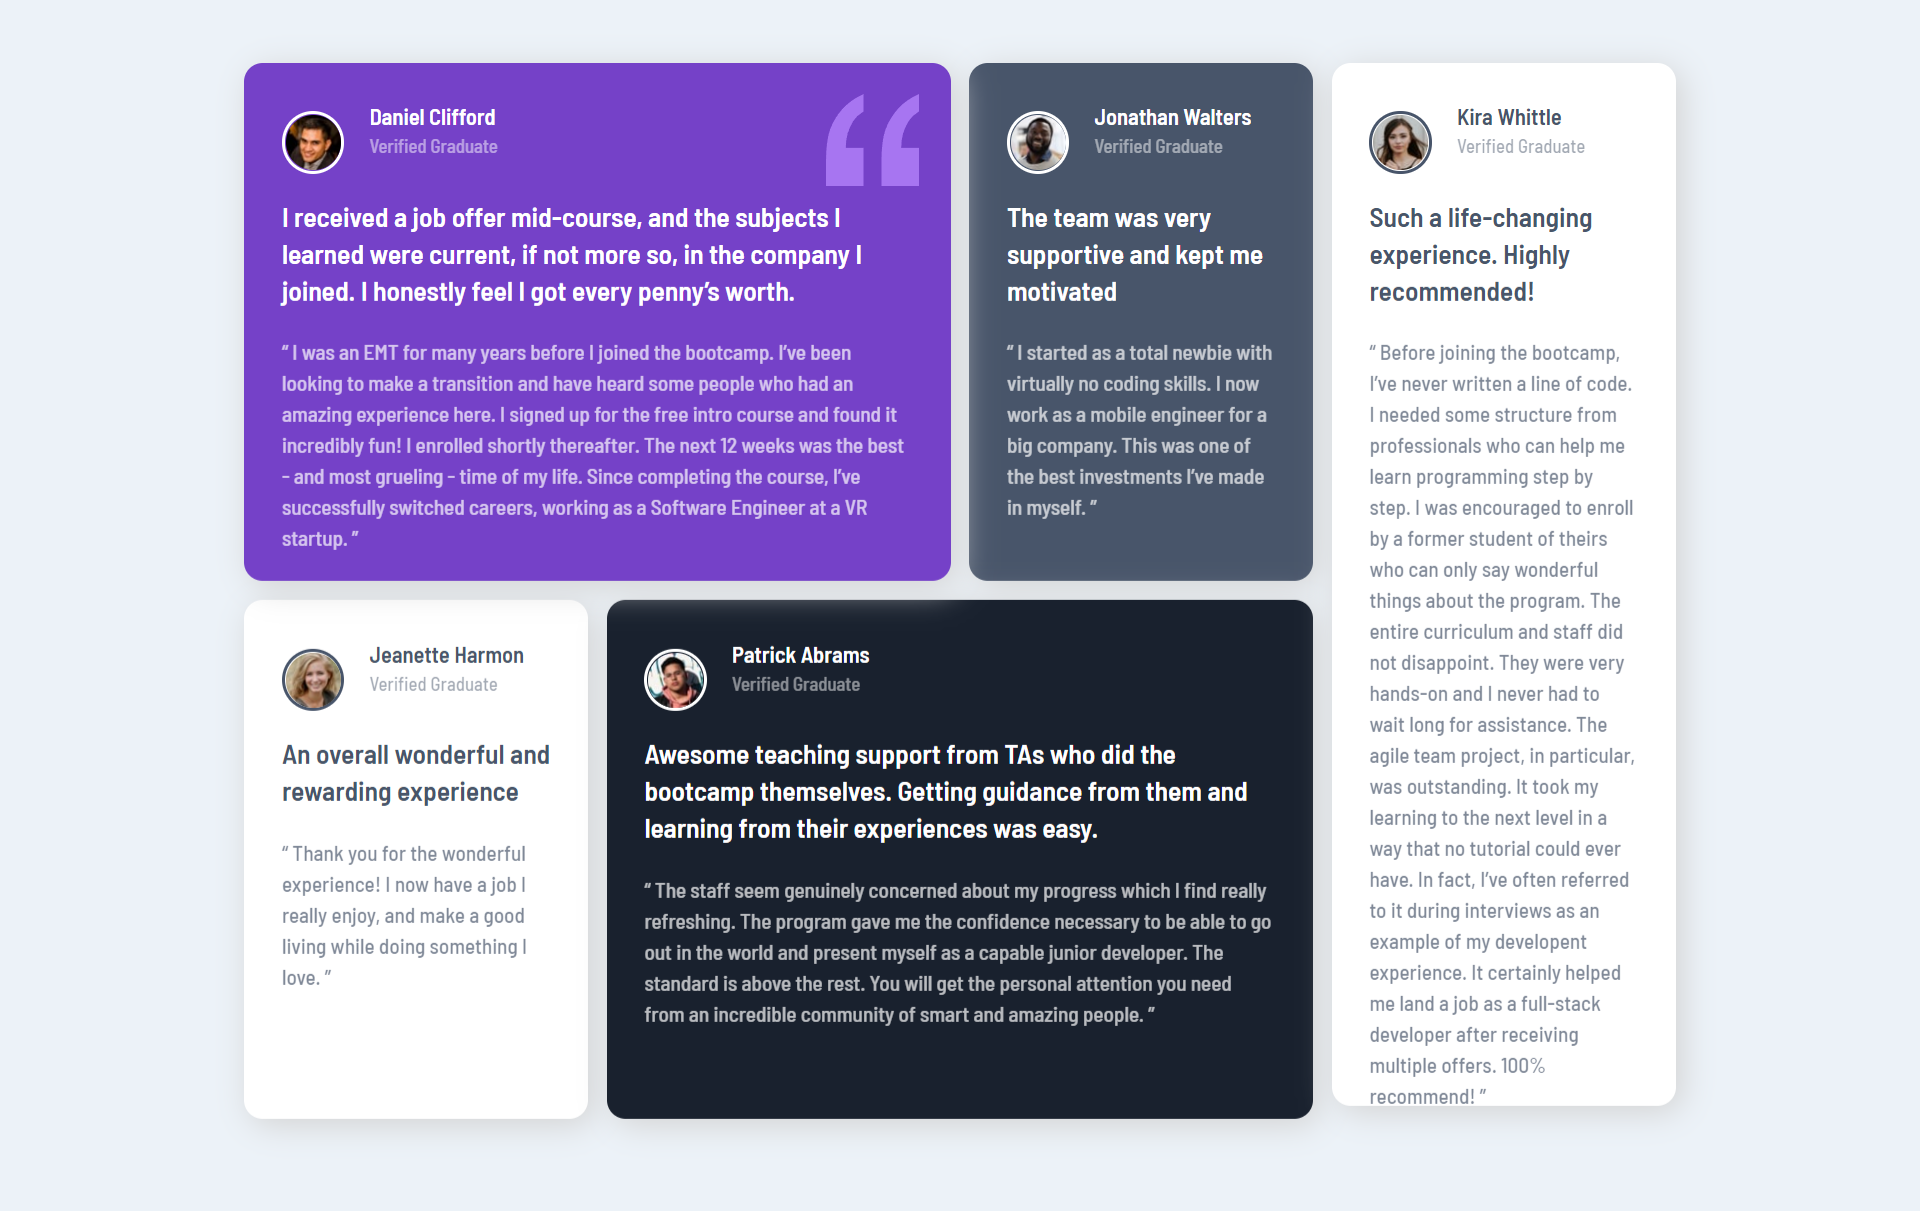 Daniel Clifford
Verified Graduate
I received a job offer mid-course, and the subjects I
learned were current, if not more so, in the company I
joined. I honestly feel I got every penny’s worth.
“ I was an EMT for many years before I joined the bootcamp. I’ve been
looking to make a transition and have heard some people who had an
amazing experience here. I signed up for the free intro course and found it
incredibly fun! I enrolled shortly thereafter. The next 12 weeks was the best
- and most grueling - time of my life. Since completing the course, I’ve
successfully switched careers, working as a Software Engineer at a VR
startup. ”
Jonathan Walters
Verified Graduate
The team was very
supportive and kept me
motivated
“ I started as a total newbie with
virtually no coding skills. I now
work as a mobile engineer for a
big company. This was one of
the best investments I’ve made
in myself. ”
Kira Whittle
Verified Graduate
Such a life-changing
experience. Highly
recommended!
“ Before joining the bootcamp,
I’ve never written a line of code.
I needed some structure from
professionals who can help me
learn programming step by
step. I was encouraged to enroll
by a former student of theirs
who can only say wonderful
things about the program. The
entire curriculum and staff did
not disappoint. They were very
hands-on and I never had to
wait long for assistance. The
agile team project, in particular,
was outstanding. It took my
learning to the next level in a
way that no tutorial could ever
have. In fact, I’ve often referred
to it during interviews as an
example of my developent
experience. It certainly helped
me land a job as a full-stack
developer after receiving
multiple offers. 100%
recommend! ”
Jeanette Harmon
Verified Graduate
An overall wonderful and
rewarding experience
“ Thank you for the wonderful
experience! I now have a job I
really enjoy, and make a good
living while doing something I
love. ”
Patrick Abrams
Verified Graduate
Awesome teaching support from TAs who did the
bootcamp themselves. Getting guidance from them and
learning from their experiences was easy.
“ The staff seem genuinely concerned about my progress which I find really
refreshing. The program gave me the confidence necessary to be able to go
out in the world and present myself as a capable junior developer. The
standard is above the rest. You will get the personal attention you need
from an incredible community of smart and amazing people. ”